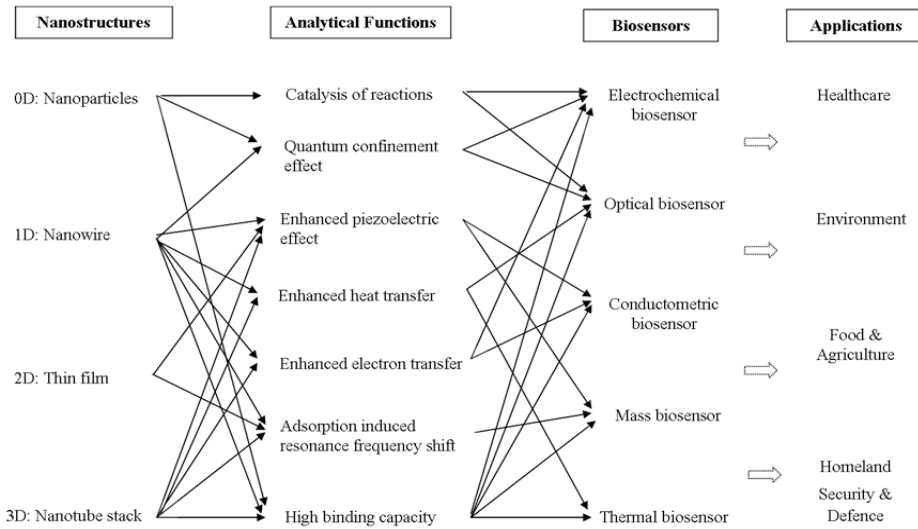 Nanostructures
Analytical Functions
Biosensors
Applications
0D: Nanoparticles
1D: Nanowire
2D: Thin film
3D: Nanotube stack
Catalysis of reactions
Quantum confinement
effect
Enhanced piezoelectric
effect
Enhanced heat transfer
Enhanced electron transfer
Adsorption induced
resonance frequency shift
High binding capacity
Electrochemical
biosensor
Optical biosensor
Conductometric
biosensor
Mass biosensor
Thermal biosensor
Healthcare
Environment
Food &
Agriculture
Homeland
Security &
Defence